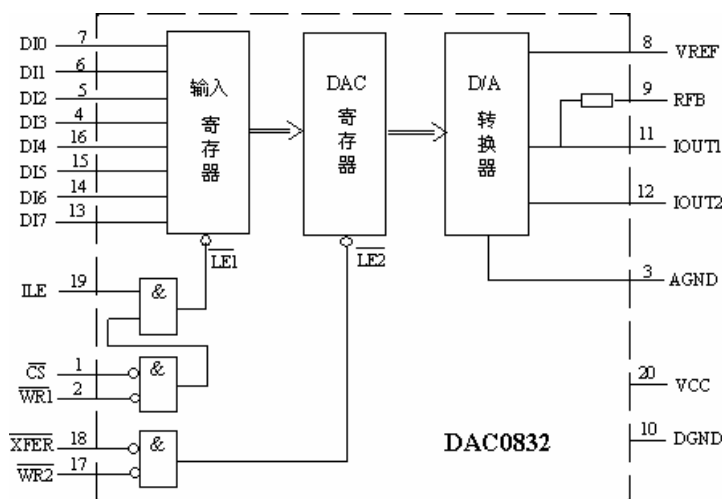 DI0 7
DI1 6
DI2 5
DI3 4
DI4 16
DI5 15
DI6 14
DI7 13
输入
寄存器
DAC
寄存器
D/A
转换器
8 VREF
9 RFB
11 IOUT1
12 IOUT2
3 AGND
20 VCC
10 DGND
LE1
LE2
ILE 19
&
CS 1
WR1 2
&
XFER 18
WR2 17
&
DAC0832